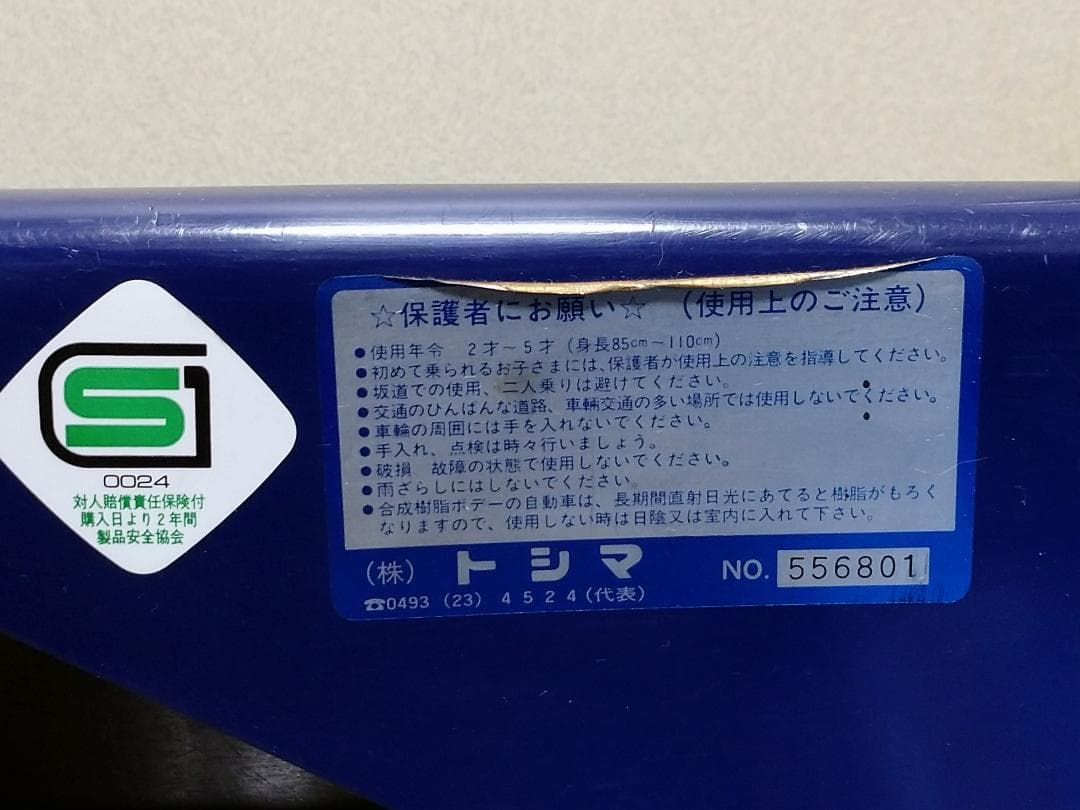 SG
0024
対人賠償責任保険付
購入日より2年間
製品安全協会
☆保護者にお願い☆ (使用上のご注意)
●使用年令 2才~5才 (身長85cm~110cm)
●初めて乗られるお子さまには、保護者が使用上の注意を指導してください。
●坂道での使用、二人乗りは避けてください。
●交通のひんぱんな道路、車輛交通の多い場所では使用しないでください。
●車輪の周囲には手を入れないでください。
●手入れ、点検は時々行いましょう。
●破損 故障の状態で使用しないでください。
●雨ざらしにはしないでください。
●合成樹脂ボデーの自動車は、長期間直射日光にあてると樹脂がもろく
なりますので、使用しない時は日陰又は室内に入れて下さい。
(株) トシマ NO. 556801
☎0493 (23) 4524 (代表)